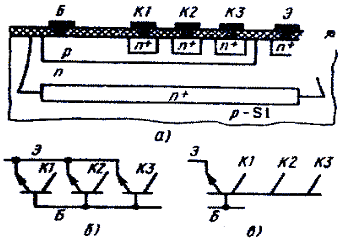 Б К1 К2 К3 Э
n+ n+ n+ n+
p
n
n+
p-Si
а)
Э
К1 К2 К3
Б
б)
Э
К1 К2 К3
Б
в)